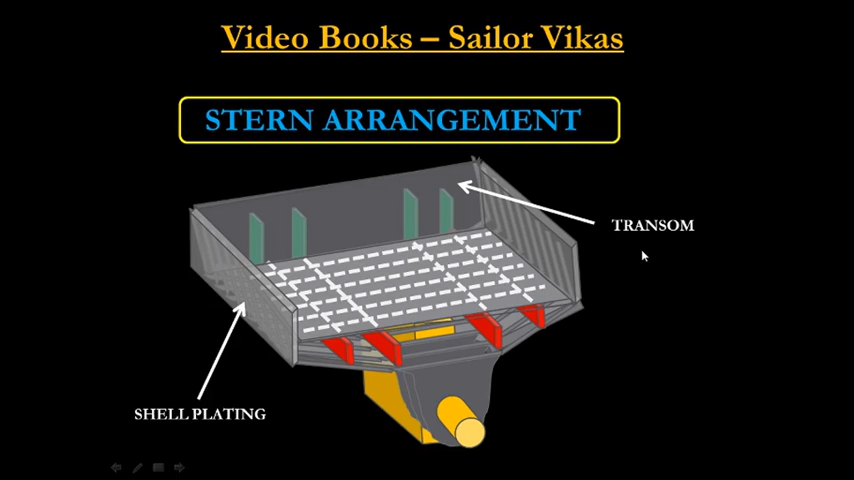 Video Books – Sailor Vikas
STERN ARRANGEMENT
TRANSOM
SHELL PLATING